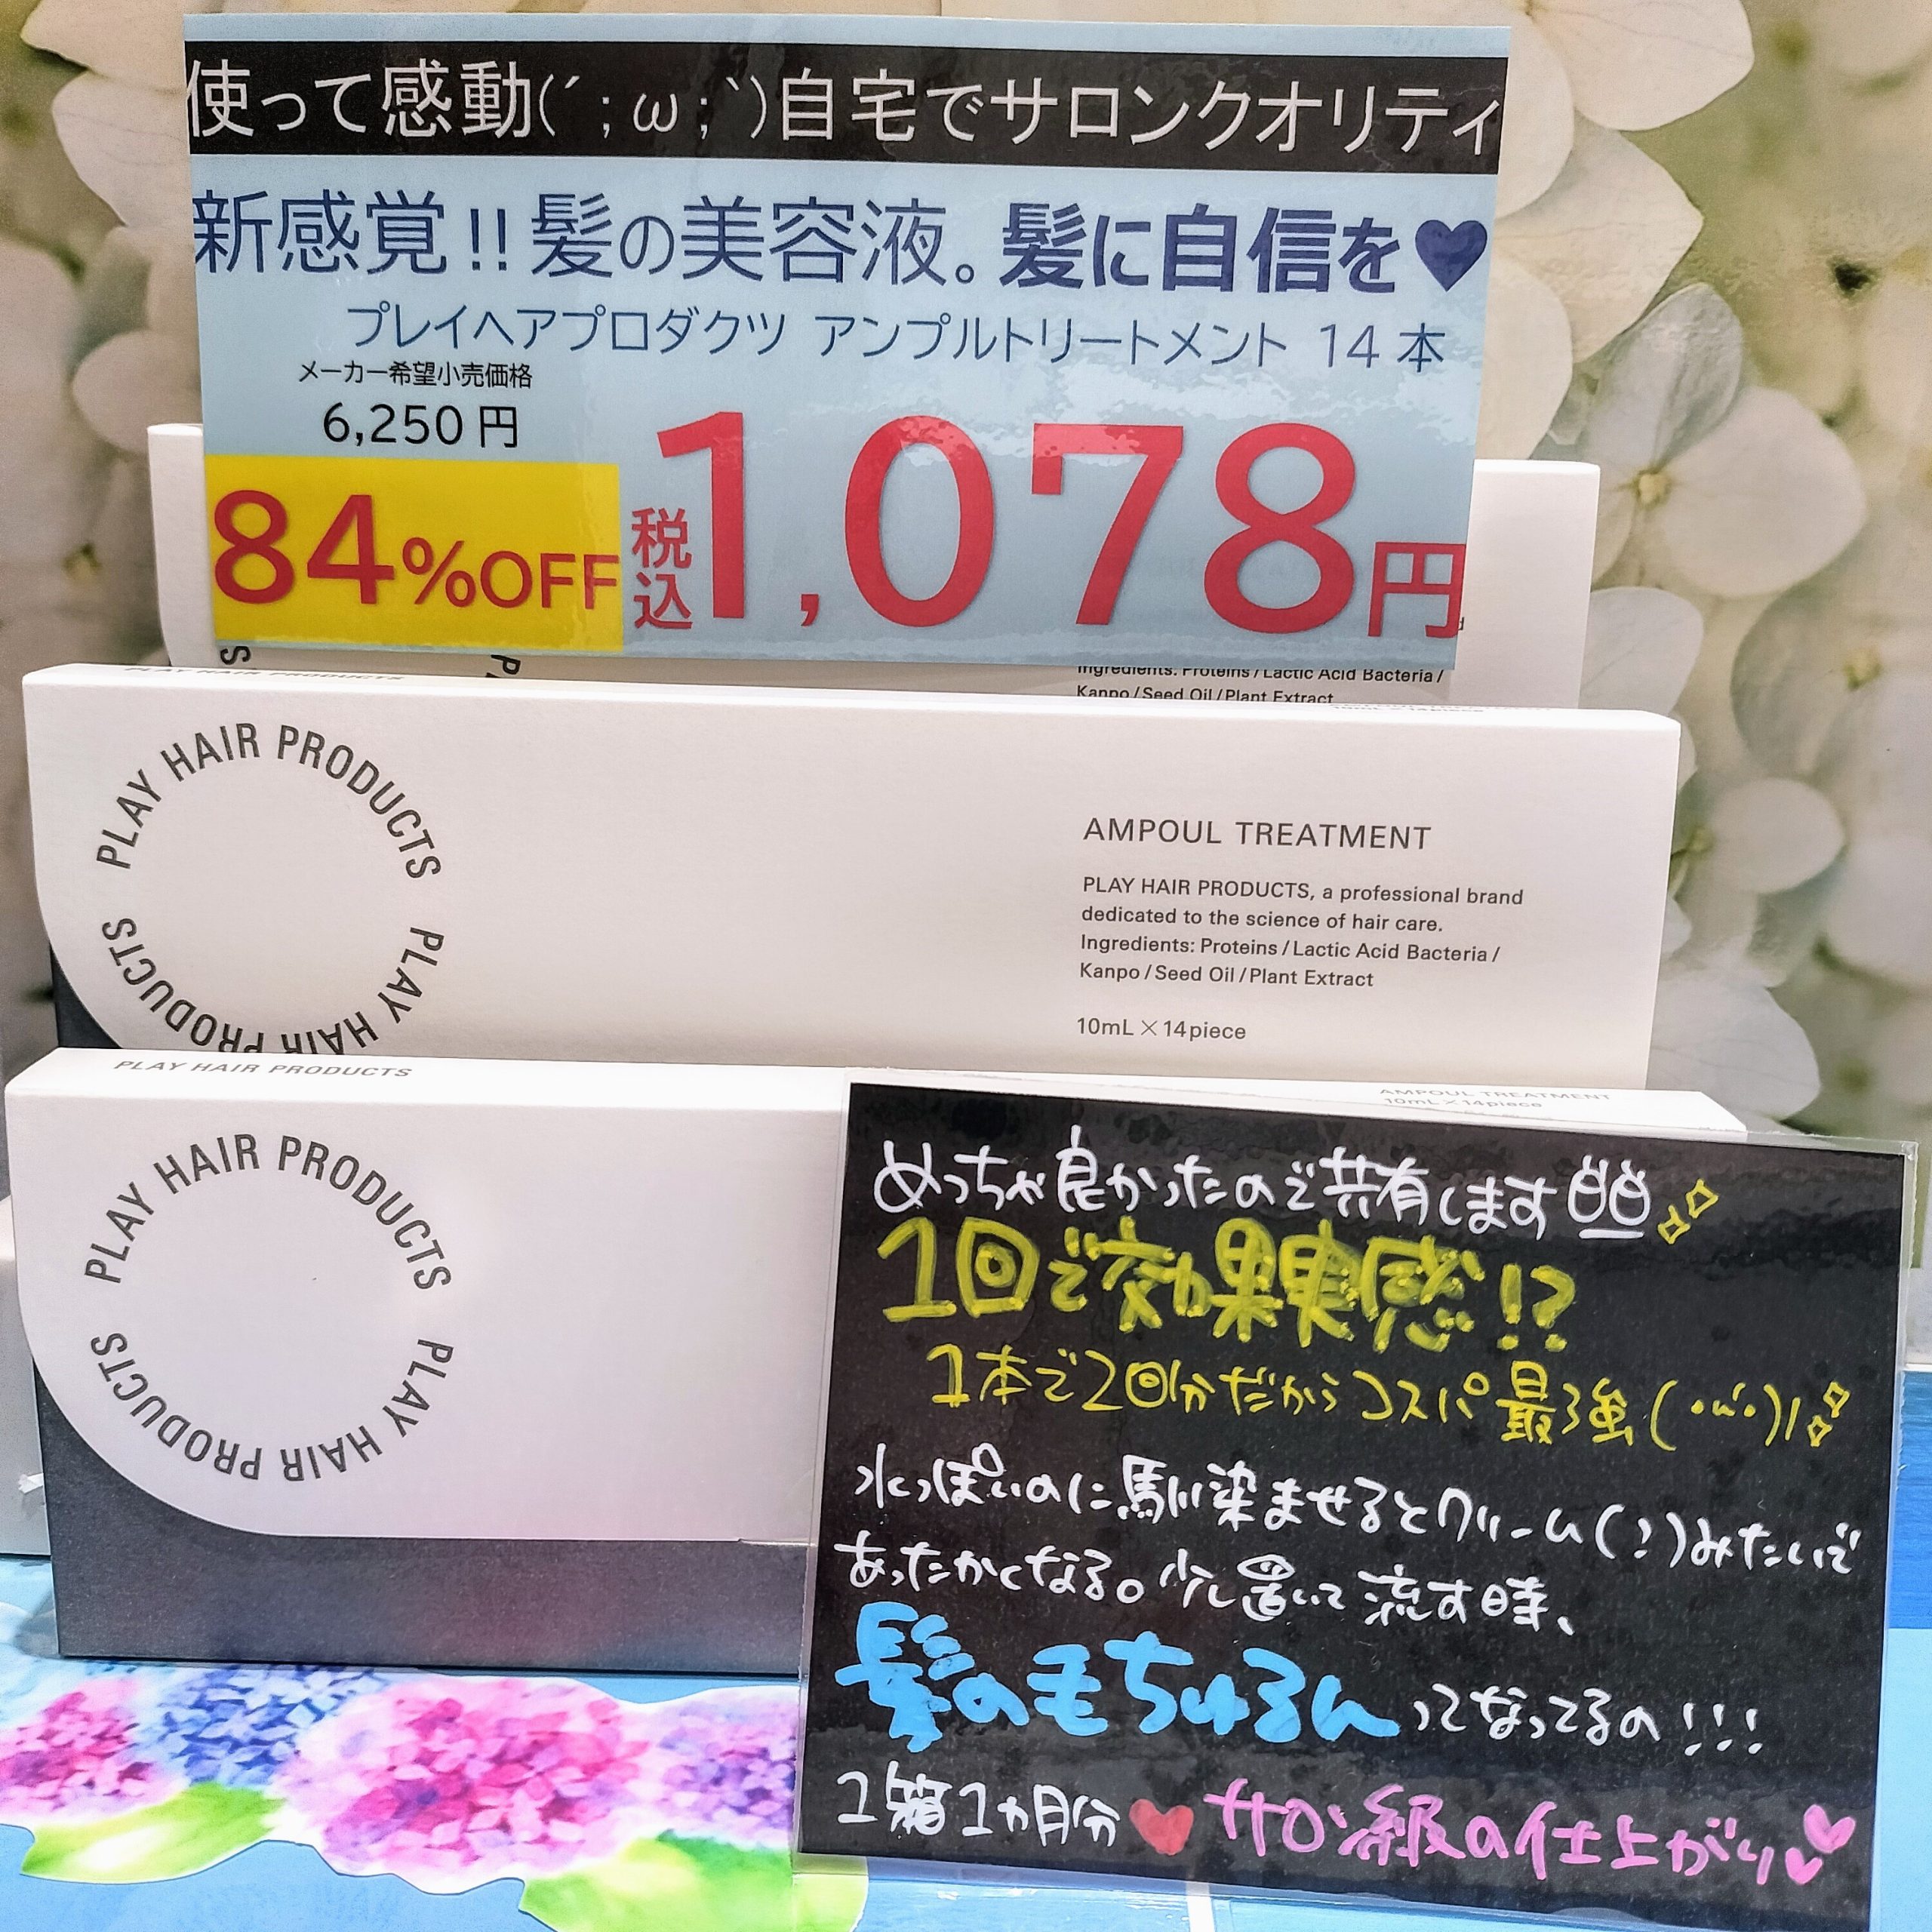 使って感動(´;ω;`)自宅でサロンクオリティ
新感覚!!髪の美容液。髪に自信を♥
プレイヘアプロダクツ アンプルトリートメント 14本
メーカー希望小売価格
6,250円
84%OFF
税込1,078円
Ingredients: Proteins/Lactic Acid Bacteria/
Kanpo/Seed Oil/Plant Extract
PLAY HAIR PRODUCTS
10mL×14piece
PLAY HAIR PRODUCTS
PLAY HAIR PRODUCTS
AMPOUL TREATMENT
PLAY HAIR PRODUCTS, a professional brand
dedicated to the science of hair care.
Ingredients: Proteins/Lactic Acid Bacteria/
Kanpo/Seed Oil/Plant Extract
10mL×14piece
PLAY HAIR PRODUCTS
AMPOUL TREATMENT
10mL×14piece
PLAY HAIR PRODUCTS
PLAY HAIR PRODUCTS
めっちゃ良かったので共有します
1回で効果実感!?
1本で2回分だからコスパ最強(・ω・)ノ
水っぽいのに馴染ませるとクリーム(?)みたいで
あったかくなる。少し置いて流す時、
髪の毛ちゅるんってなってるの!!!
1箱1カ月分♥サロン級の仕上がり♥